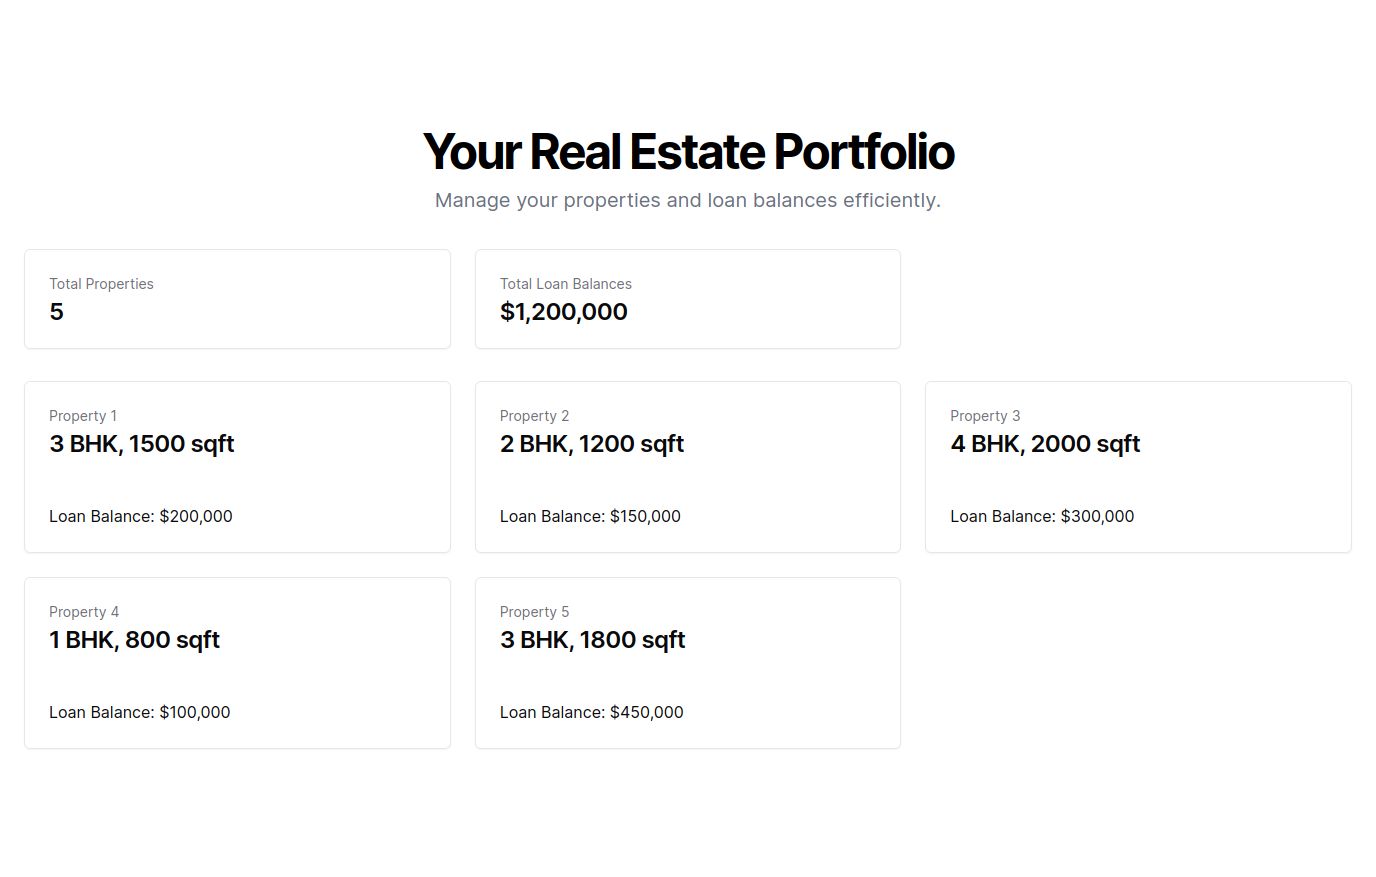 Your Real Estate Portfolio
Manage your properties and loan balances efficiently.
Total Properties
5
Total Loan Balances
$1,200,000
Property 1
3 BHK, 1500 sqft
Loan Balance: $200,000
Property 2
2 BHK, 1200 sqft
Loan Balance: $150,000
Property 3
4 BHK, 2000 sqft
Loan Balance: $300,000
Property 4
1 BHK, 800 sqft
Loan Balance: $100,000
Property 5
3 BHK, 1800 sqft
Loan Balance: $450,000